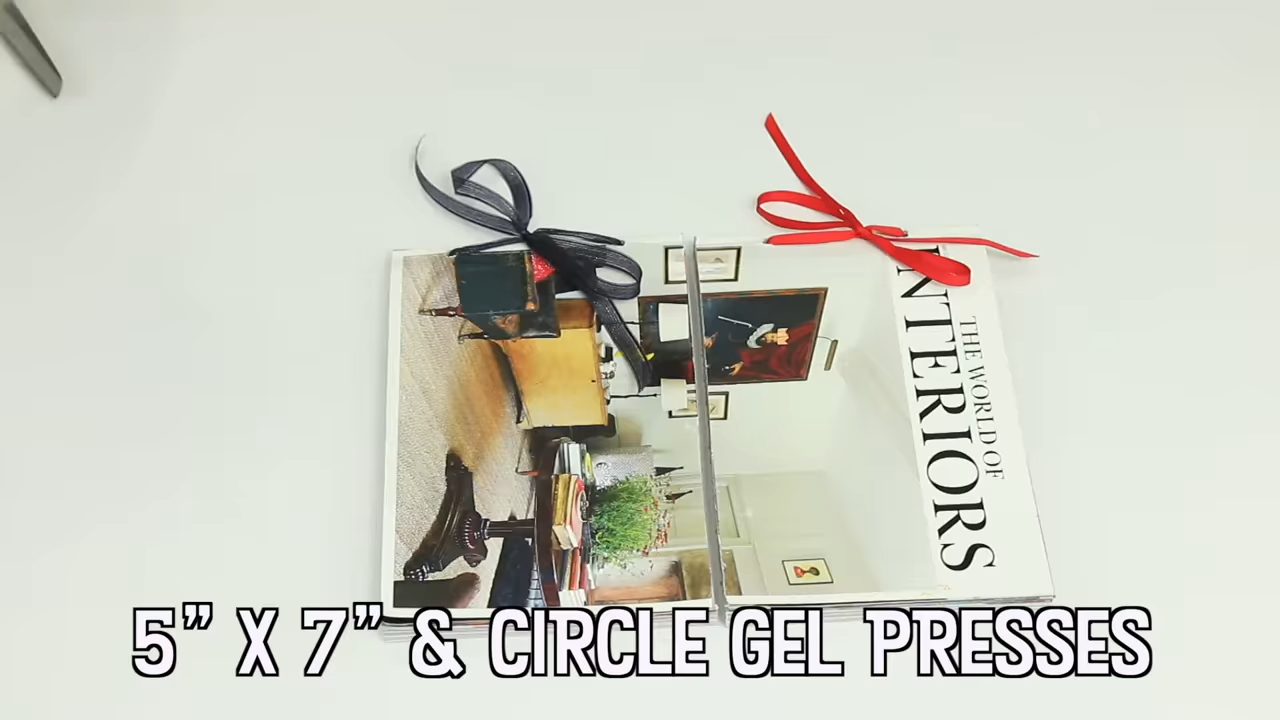 THE WORLD OF
INTERIORS
5” X 7” & CIRCLE GEL PRESSES